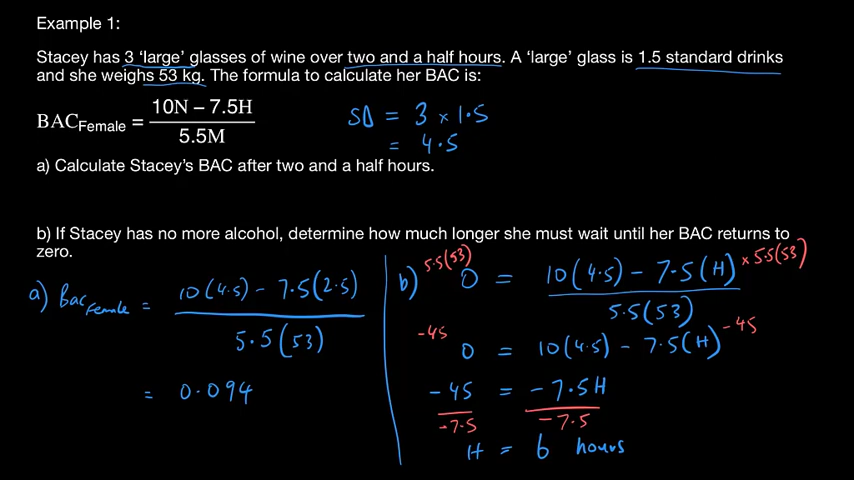 Example 1:
Stacey has 3 ‘large’ glasses of wine over two and a half hours. A ‘large’ glass is 1.5 standard drinks
and she weighs 53 kg. The formula to calculate her BAC is:
BAC_Female = (10N − 7.5H) / 5.5M
SD = 3 × 1.5
= 4.5
a) Calculate Stacey’s BAC after two and a half hours.
b) If Stacey has no more alcohol, determine how much longer she must wait until her BAC returns to
zero.
a) Bac_Female = (10(4.5) − 7.5(2.5)) / 5.5(53)
= 0.094
b) 5.5(53) 0 = (10(4.5) − 7.5(H)) / 5.5(53) × 5.5(53)
−45 0 = 10(4.5) − 7.5(H) −45
−45 = −7.5H
−7.5 −7.5
H = 6 hours